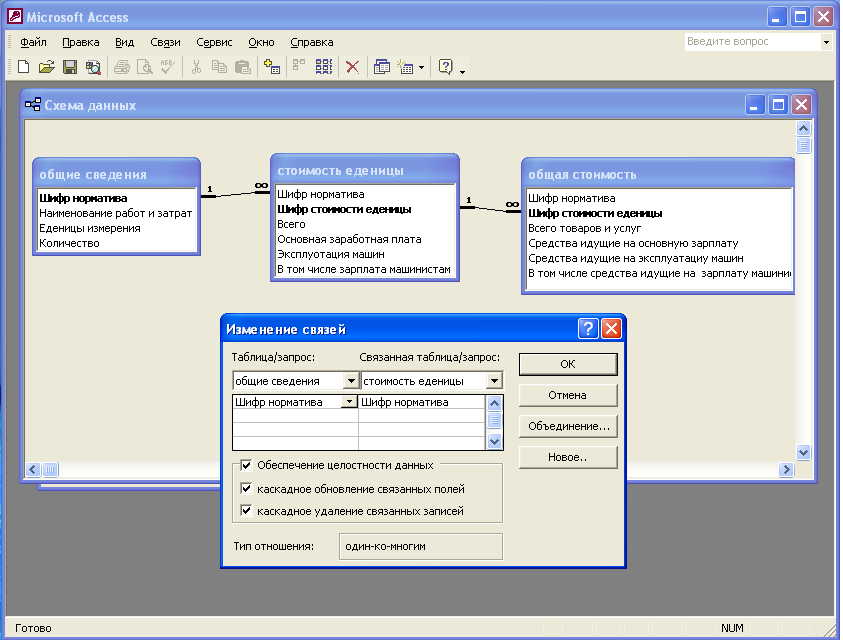 Microsoft Access
Файл Правка Вид Связи Сервис Окно Справка
Введите вопрос
Схема данных
общие сведения
Шифр норматива
Наименование работ и затрат
Еденицы измерения
Количество
1 ∞
стоимость еденицы
Шифр норматива
Шифр стоимости еденицы
Всего
Основная заработная плата
Эксплуотация машин
В том числе зарплата машинистам
1 ∞
общая стоимость
Шифр норматива
Шифр стоимости еденицы
Всего товаров и услуг
Средства идущие на основную зарплату
Средства идущие на эксплуатациу машин
В том числе средства идущие на зарплату машини
Изменение связей
Таблица/запрос: Связанная таблица/запрос:
общие сведения стоимость еденицы
Шифр норматива Шифр норматива
Обеспечение целостности данных
каскадное обновление связанных полей
каскадное удаление связанных записей
Тип отношения: один-ко-многим
ОК
Отмена
Объединение...
Новое..
Готово NUM